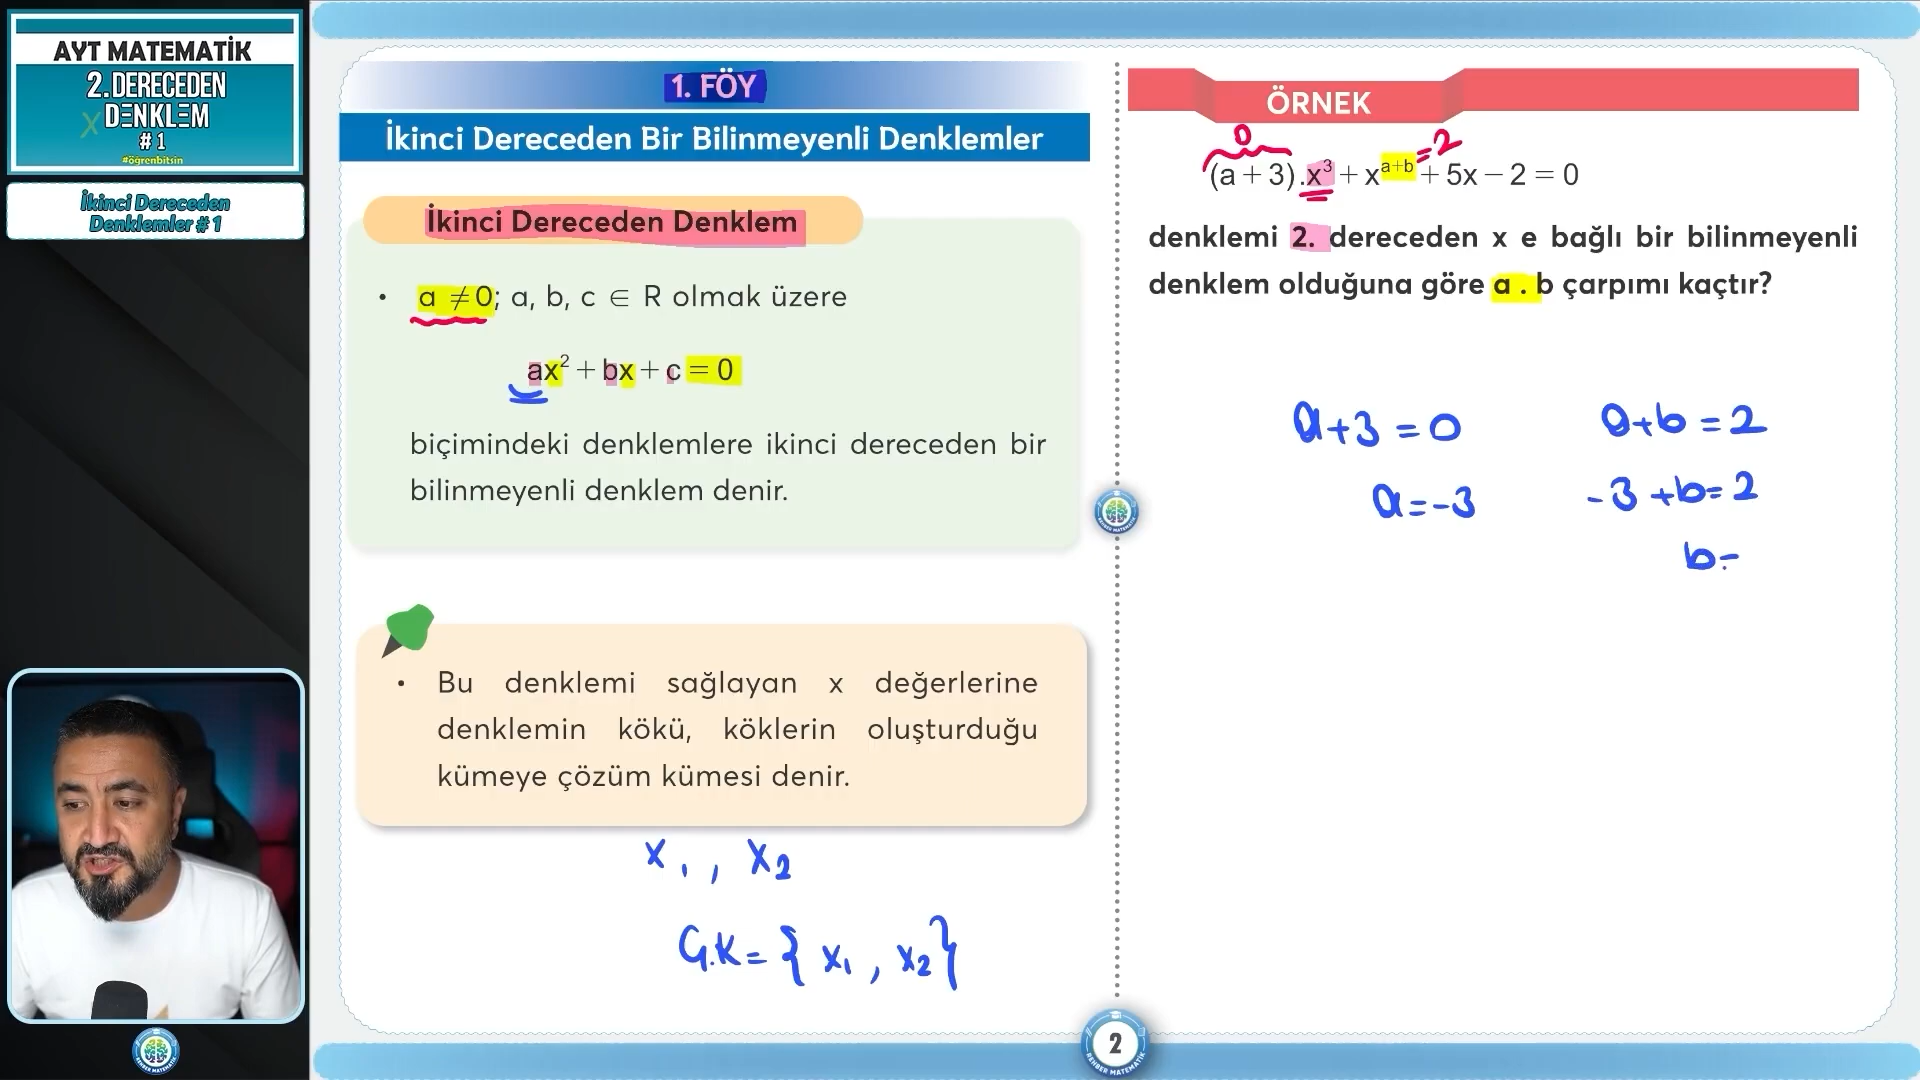 AYT MATEMATİK
2. DERECEDEN
DENKLEM
# 1
#öğrenbitsin
İkinci Dereceden
Denklemler # 1
1. FÖY
İkinci Dereceden Bir Bilinmeyenli Denklemler
İkinci Dereceden Denklem
• a ≠ 0; a, b, c ∈ R olmak üzere
ax² + bx + c = 0
biçimindeki denklemlere ikinci dereceden bir
bilinmeyenli denklem denir.
• Bu denklemi sağlayan x değerlerine
denklemin kökü, köklerin oluşturduğu
kümeye çözüm kümesi denir.
x₁ , x₂
Ç.K = { x₁ , x₂ }
ÖRNEK
0 = 2
(a + 3).x³ + xᵃ⁺ᵇ + 5x − 2 = 0
denklemi 2. dereceden x e bağlı bir bilinmeyenli
denklem olduğuna göre a . b çarpımı kaçtır?
a+3 = 0
a = -3
a+b = 2
-3 + b = 2
b =
2
REHBER MATEMATİK